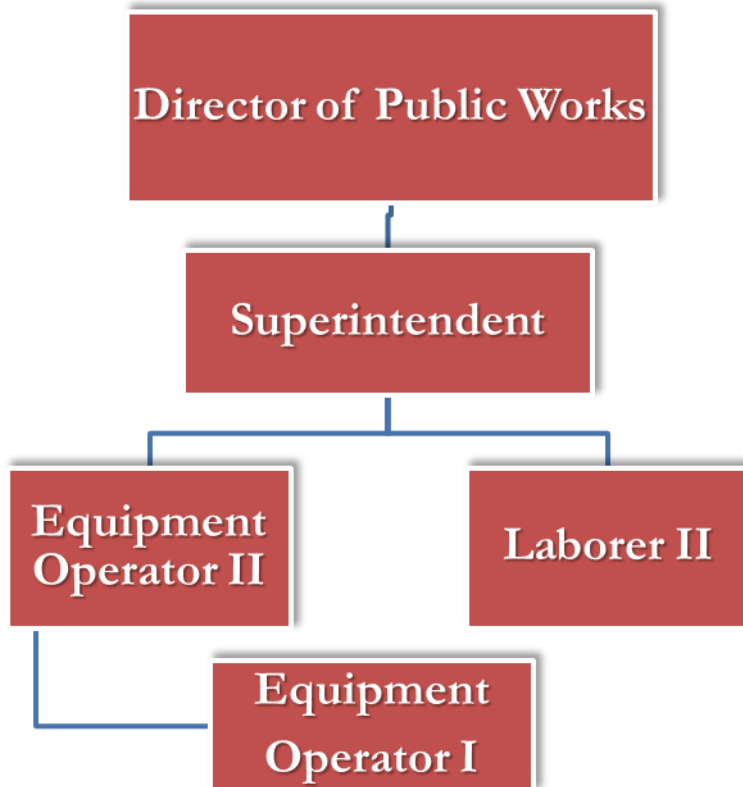 Director of Public Works
Superintendent
Equipment
Operator II
Laborer II
Equipment
Operator I